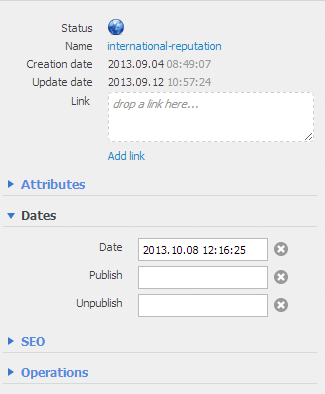 Status
Name international-reputation
Creation date 2013.09.04 08:49:07
Update date 2013.09.12 10:57:24
Link drop a link here...
Add link
Attributes
Dates
Date 2013.10.08 12:16:25
Publish
Unpublish
SEO
Operations